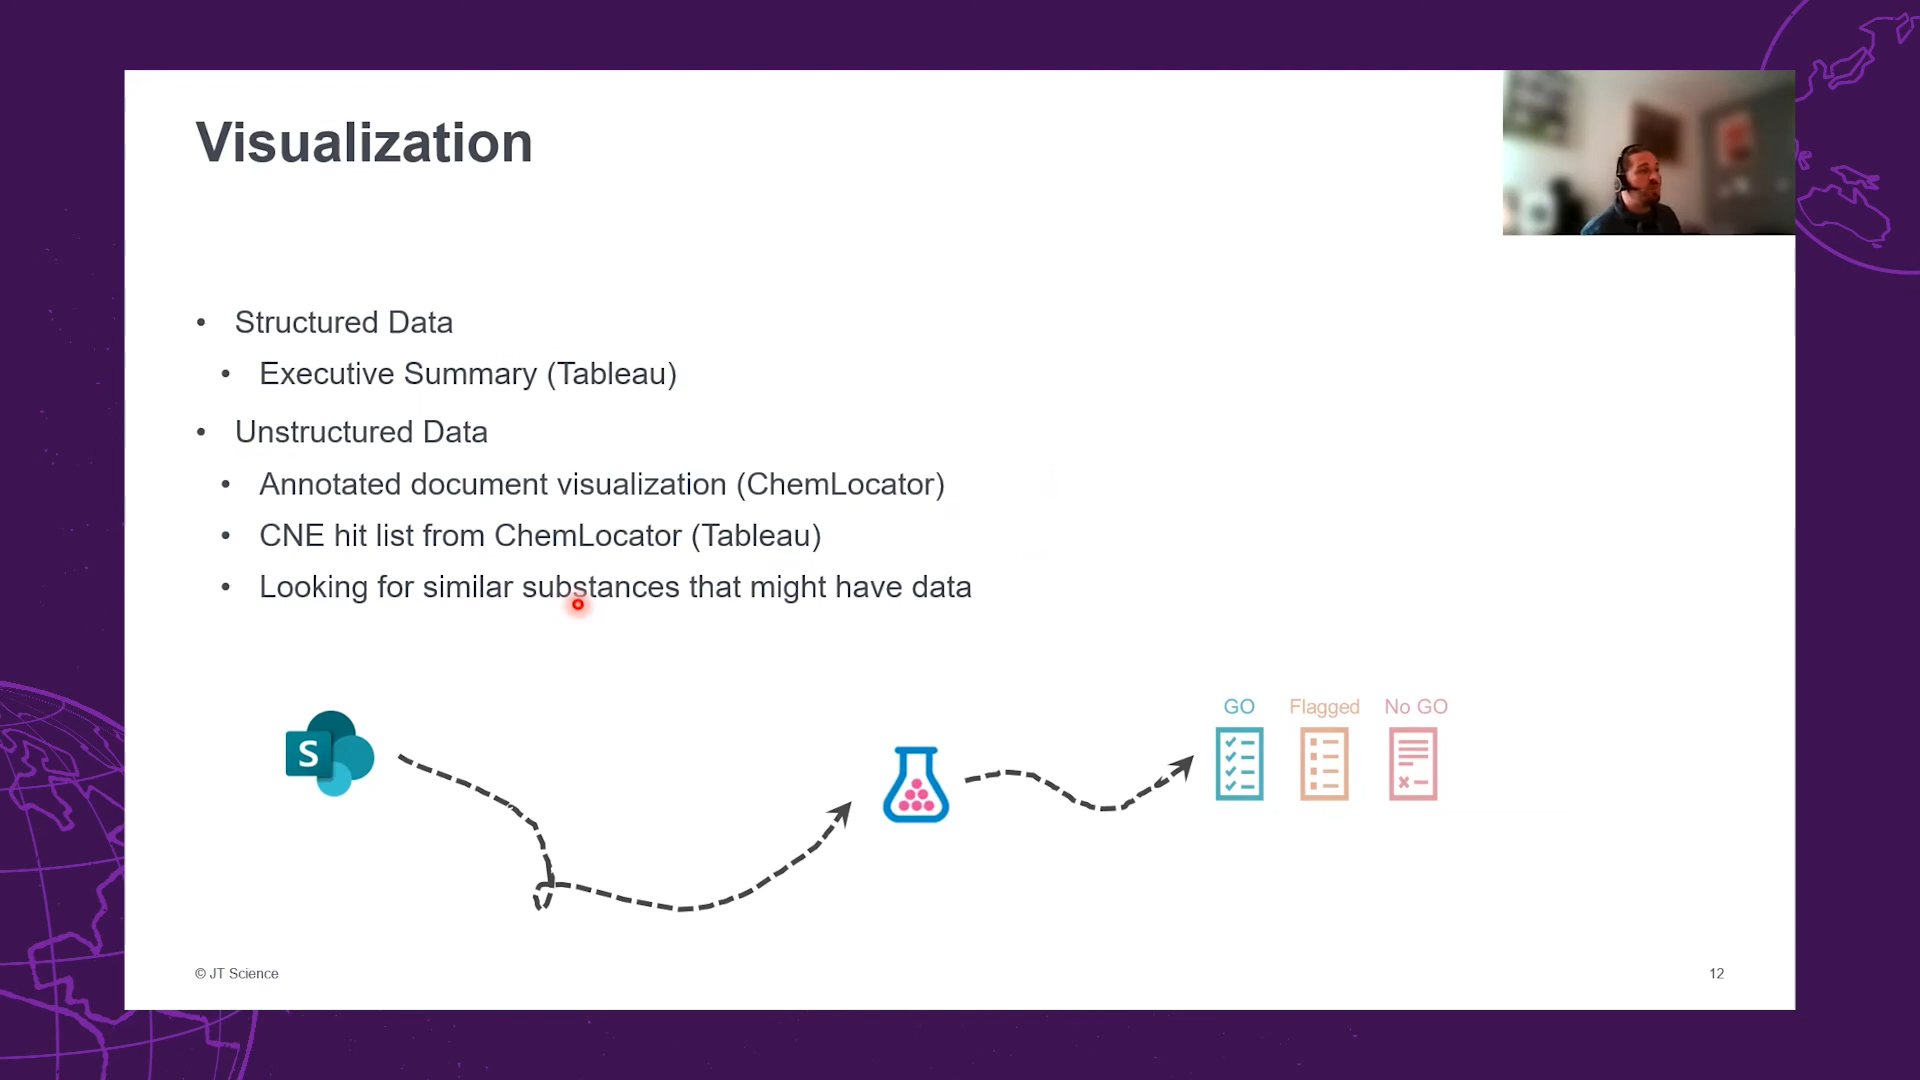 Visualization
• Structured Data
• Executive Summary (Tableau)
• Unstructured Data
• Annotated document visualization (ChemLocator)
• CNE hit list from ChemLocator (Tableau)
• Looking for similar substances that might have data
GO Flagged No GO
S
© JT Science
12